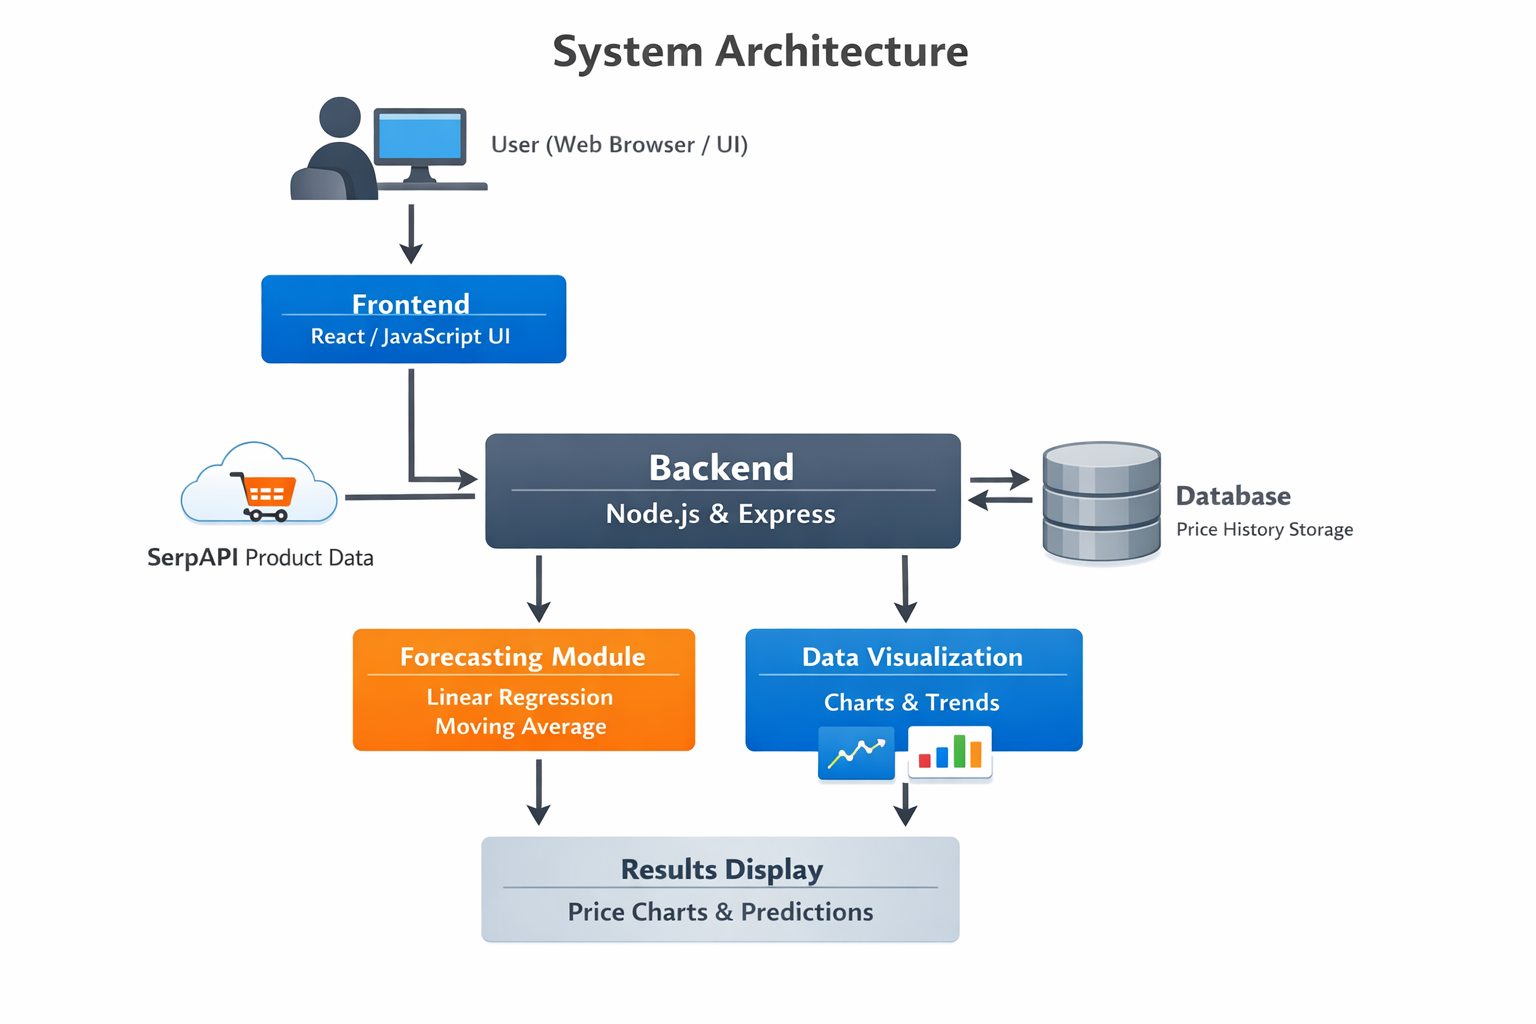 System Architecture
User (Web Browser / UI)
Frontend
React / JavaScript UI
Backend
Node.js & Express
SerpAPI Product Data
Database
Price History Storage
Forecasting Module
Linear Regression
Moving Average
Data Visualization
Charts & Trends
Results Display
Price Charts & Predictions